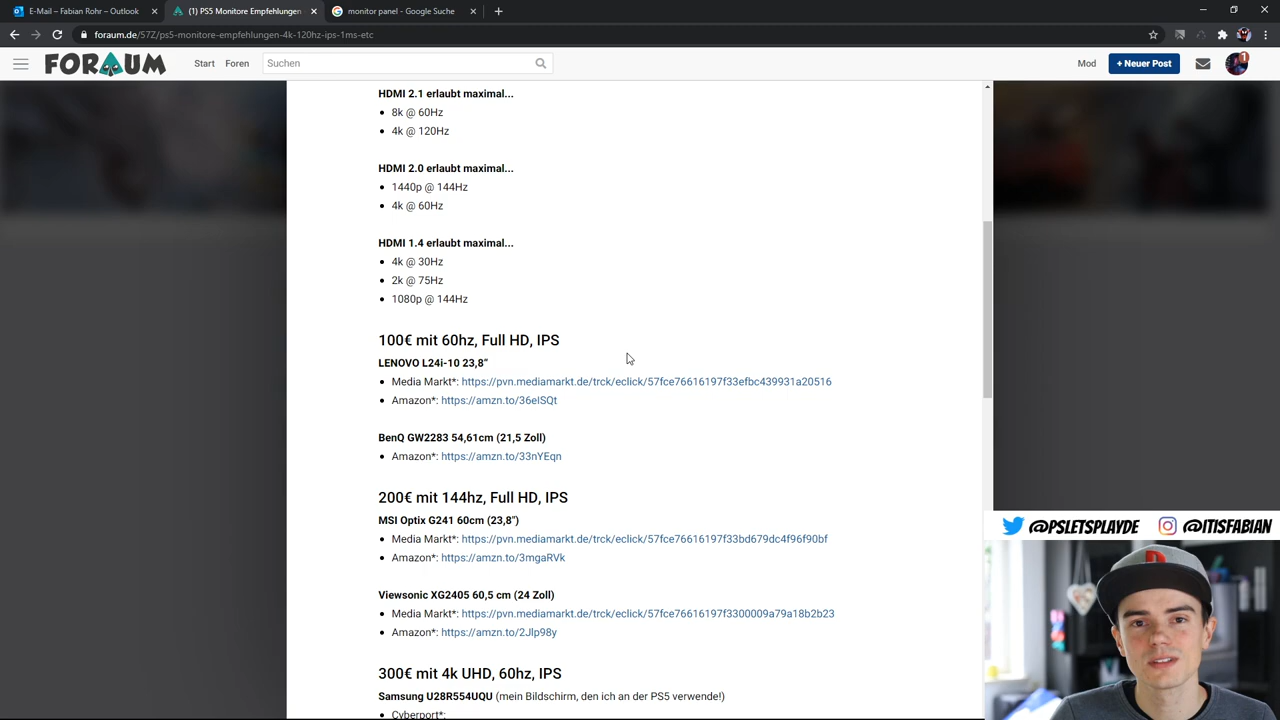 E-Mail – Fabian Rohr – Outlook
(1) PS5 Monitore Empfehlungen
monitor panel - Google Suche
foraum.de/57Z/ps5-monitore-empfehlungen-4k-120hz-ips-1ms-etc
FORAUM
Start
Foren
Suchen
Mod
+ Neuer Post
HDMI 2.1 erlaubt maximal...
8k @ 60Hz
4k @ 120Hz
HDMI 2.0 erlaubt maximal...
1440p @ 144Hz
4k @ 60Hz
HDMI 1.4 erlaubt maximal...
4k @ 30Hz
2k @ 75Hz
1080p @ 144Hz
100€ mit 60hz, Full HD, IPS
LENOVO L24i-10 23,8”
Media Markt*: https://pvn.mediamarkt.de/trck/eclick/57fce76616197f33efbc439931a20516
Amazon*: https://amzn.to/36eISQt
BenQ GW2283 54,61cm (21,5 Zoll)
Amazon*: https://amzn.to/33nYEqn
200€ mit 144hz, Full HD, IPS
MSI Optix G241 60cm (23,8”)
Media Markt*: https://pvn.mediamarkt.de/trck/eclick/57fce76616197f33bd679dc4f96f90bf
Amazon*: https://amzn.to/3mgaRVk
Viewsonic XG2405 60,5 cm (24 Zoll)
Media Markt*: https://pvn.mediamarkt.de/trck/eclick/57fce76616197f3300009a79a18b2b23
Amazon*: https://amzn.to/2Jlp98y
300€ mit 4k UHD, 60hz, IPS
Samsung U28R554UQU (mein Bildschirm, den ich an der PS5 verwende!)
Cyberport*:
@PSLETSPLAYDE
@ITISFABIAN